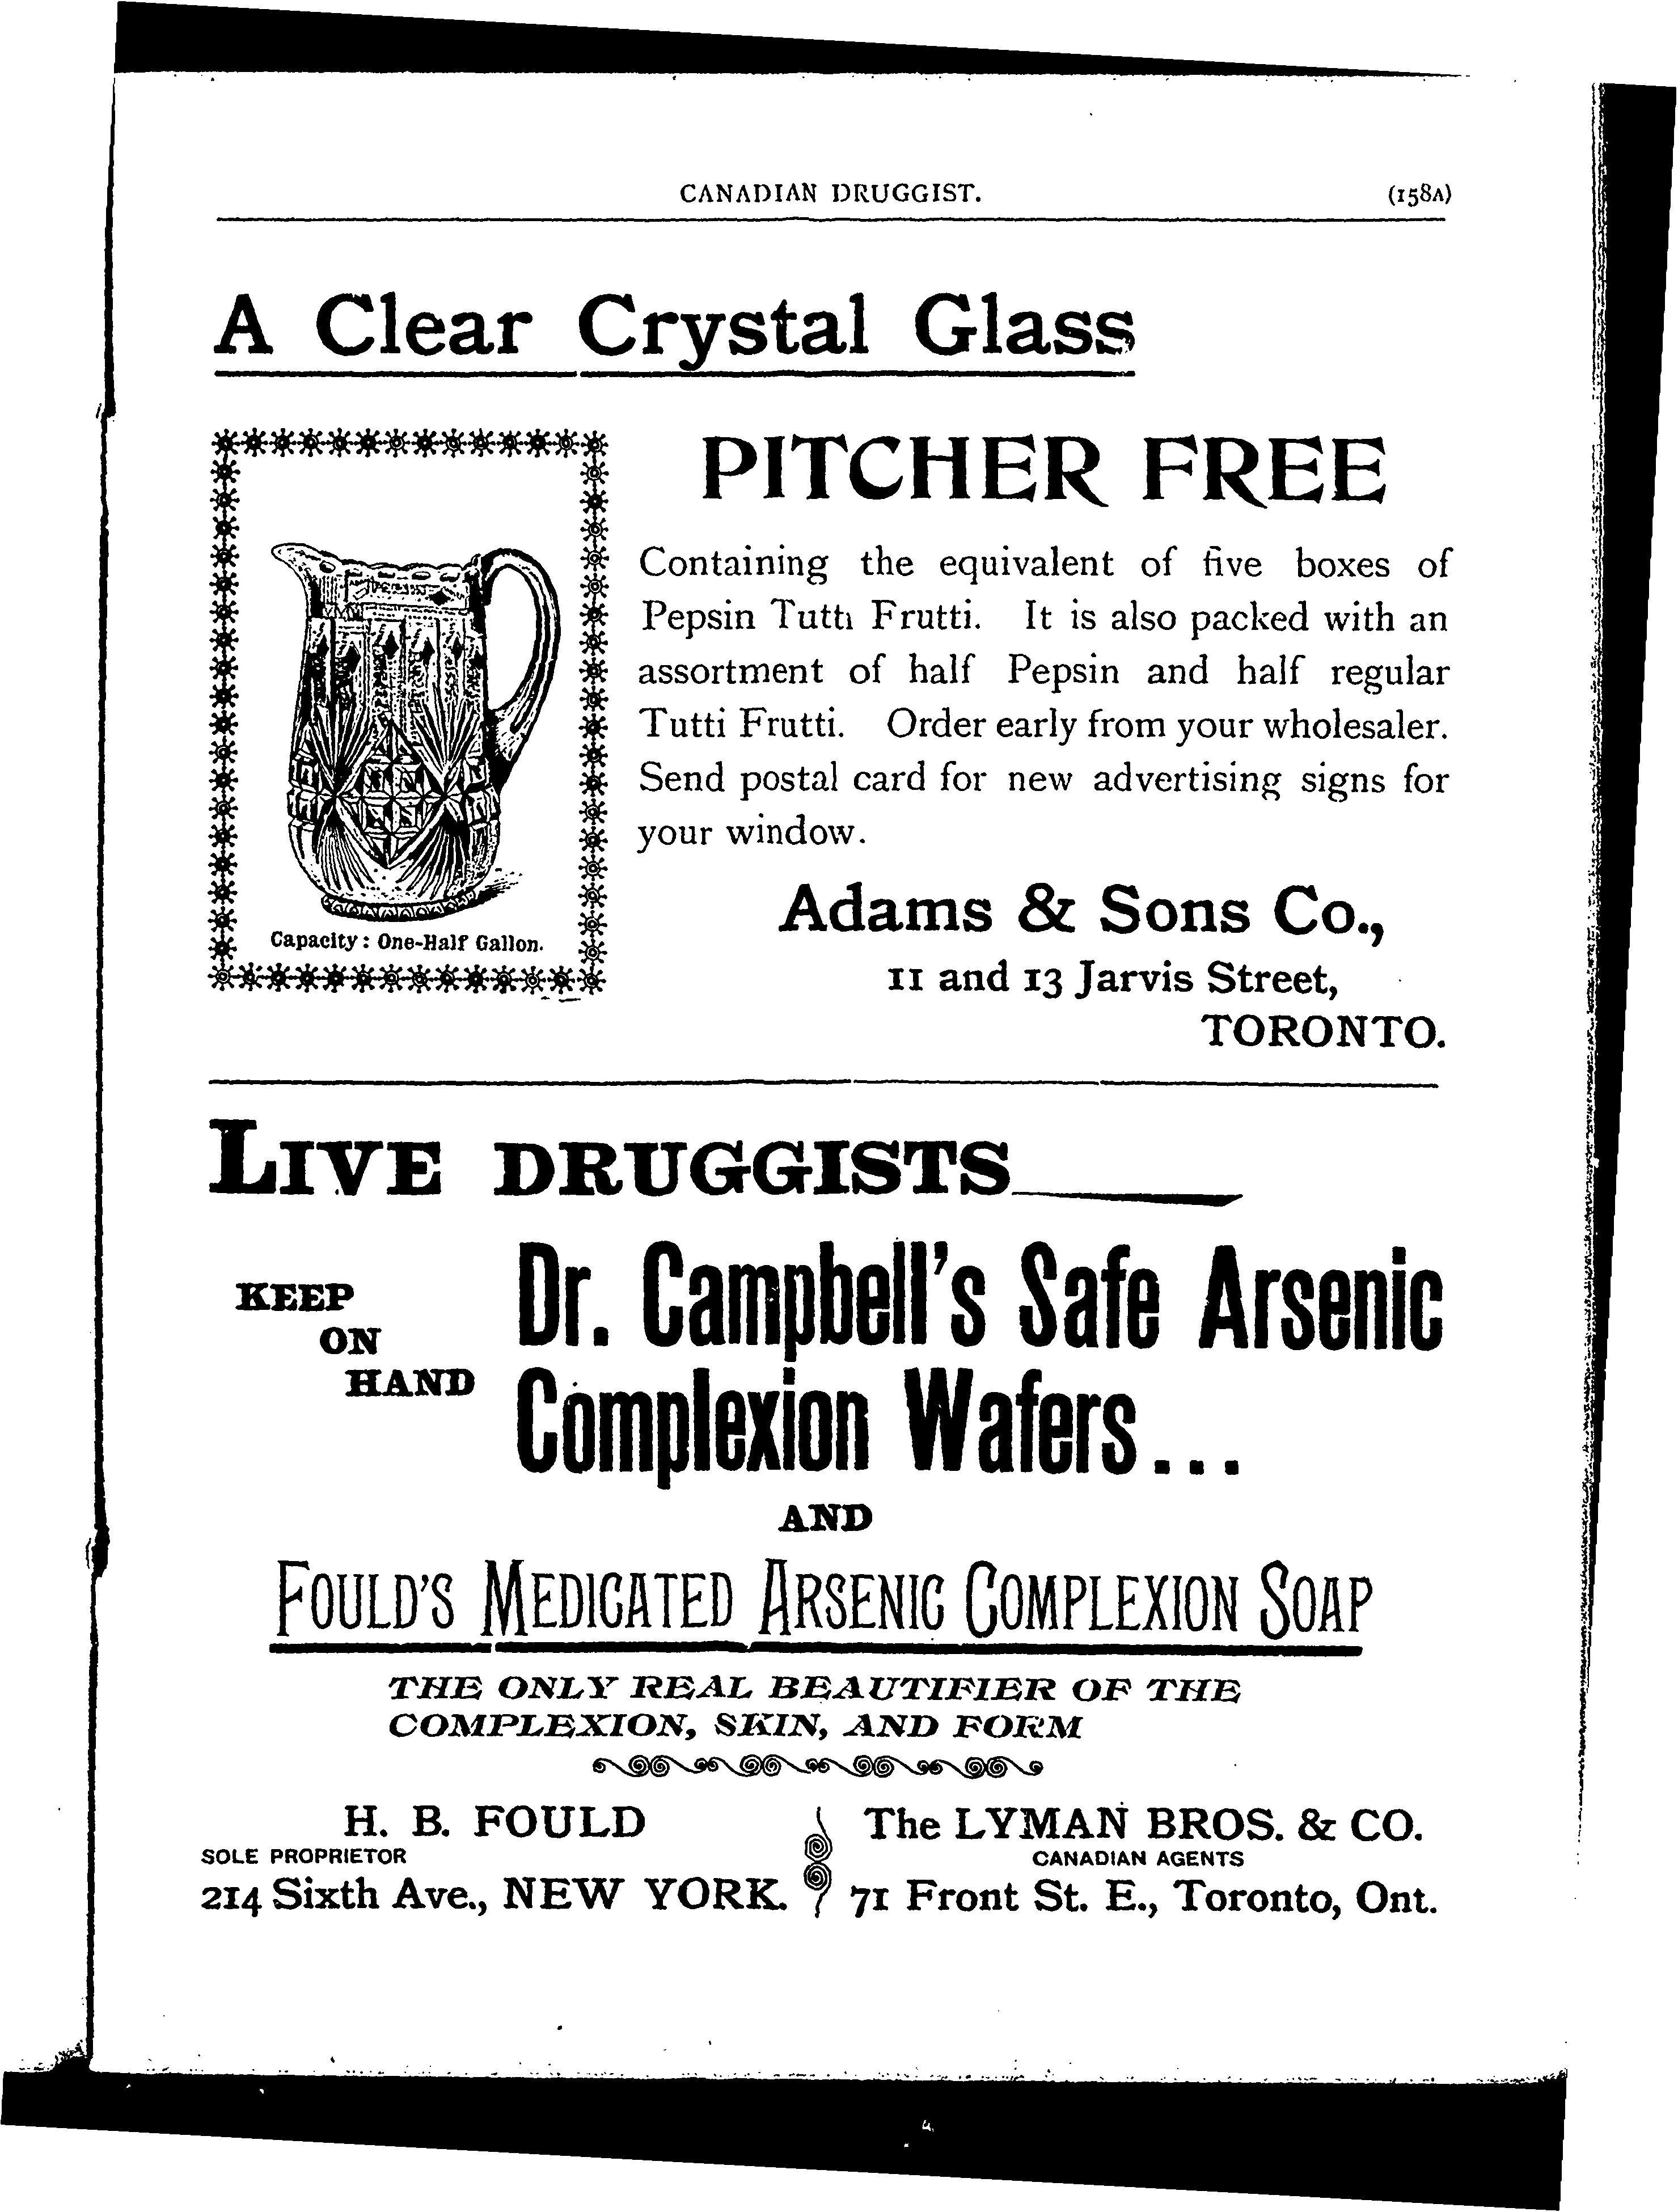 CANADIAN DRUGGIST. (158A)
A Clear Crystal Glass
PITCHER FREE
Containing the equivalent of five boxes of
Pepsin Tutti Frutti. It is also packed with an
assortment of half Pepsin and half regular
Tutti Frutti. Order early from your wholesaler.
Send postal card for new advertising signs for
your window.
Capacity: One-Half Gallon.
Adams & Sons Co.,
11 and 13 Jarvis Street,
TORONTO.
LIVE DRUGGISTS
KEEP
ON
HAND
Dr. Campbell's Safe Arsenic
Complexion Wafers...
AND
FOULD'S MEDICATED ARSENIC COMPLEXION SOAP
THE ONLY REAL BEAUTIFIER OF THE
COMPLEXION, SKIN, AND FORM
H. B. FOULD
SOLE PROPRIETOR
214 Sixth Ave., NEW YORK.
The LYMAN BROS. & CO.
CANADIAN AGENTS
71 Front St. E., Toronto, Ont.